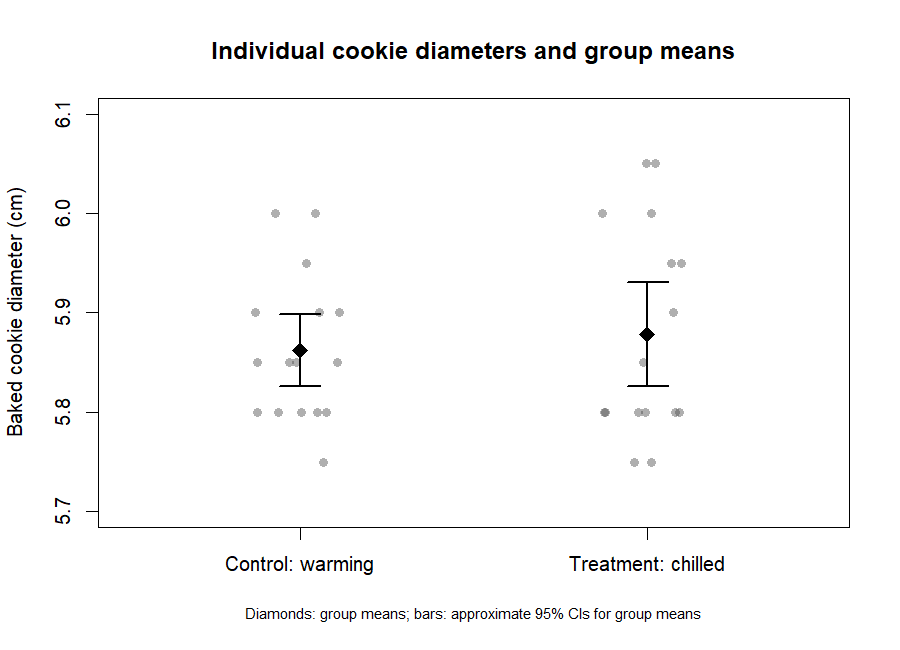 Individual cookie diameters and group means
Baked cookie diameter (cm)
6.1
6.0
5.9
5.8
5.7
Control: warming
Treatment: chilled
Diamonds: group means; bars: approximate 95% CIs for group means